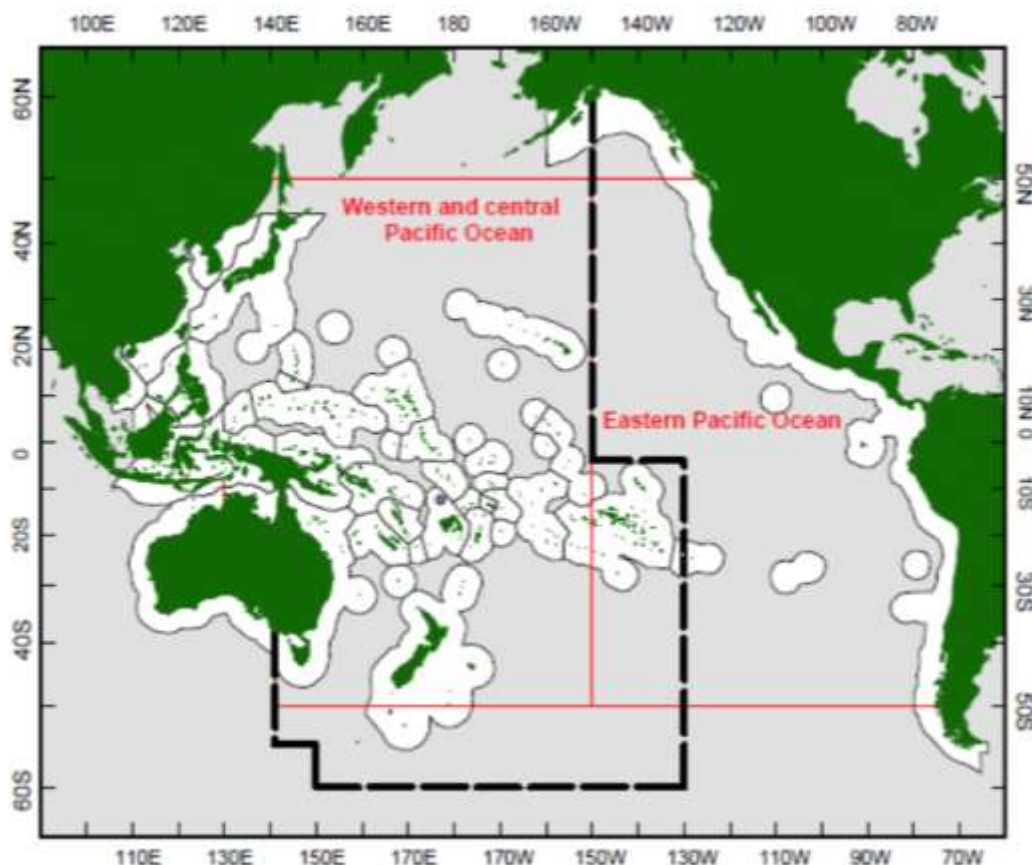 100E 120E 140E 160E 180 160W 140W 120W 100W 80W
60N
50N
Western and central
Pacific Ocean
40N
30N
20N
10N
Eastern Pacific Ocean
0
0
10S
20S
30S
40S
50S
60S
110E 130E 150E 170E 170W 150W 130W 110W 90W 70W